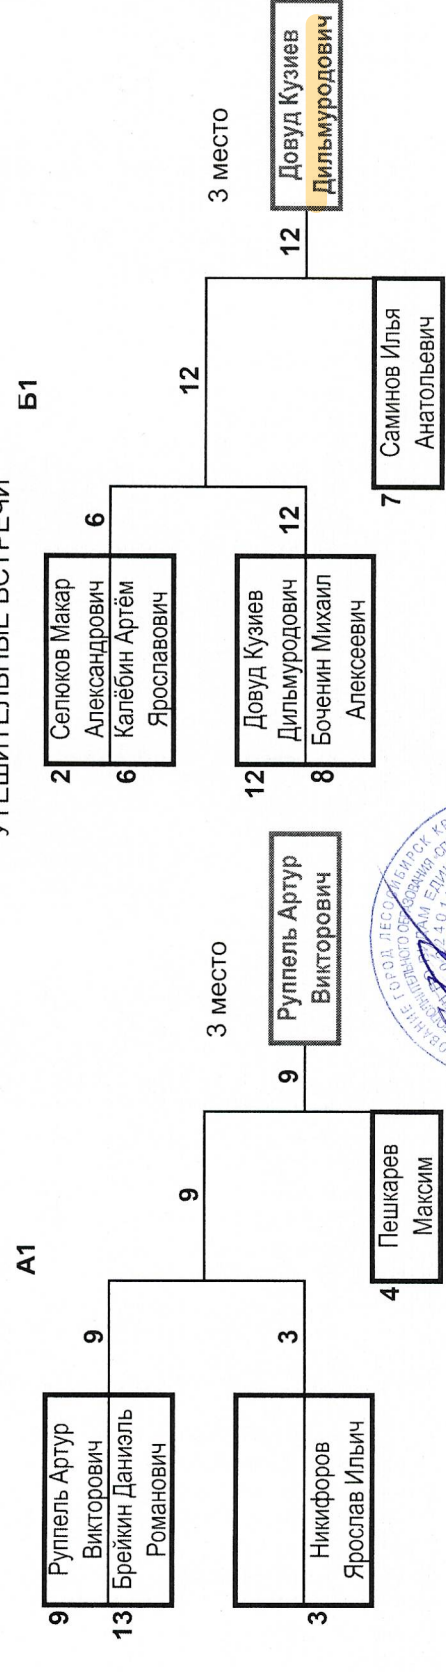 УТЕШИТЕЛЬНЫЕ ВСТРЕЧИ
А1
9
Руппель Артур
Викторович
13
Брейкин Даниэль
Романович
9
3
Никифоров
Ярослав Ильич
3
9
4
Пешкарев
Максим
9
3 место
Руппель Артур
Викторович
Б1
2
Селюков Макар
Александрович
6
Калёбин Артём
Ярославович
6
12
Довуд Кузиев
Дильмуродович
8
Боченин Михаил
Алексеевич
12
12
7
Саминов Илья
Анатольевич
12
3 место
Довуд Кузиев
Дильмуродович
ГОРОД ЛЕСОСИБИРСК